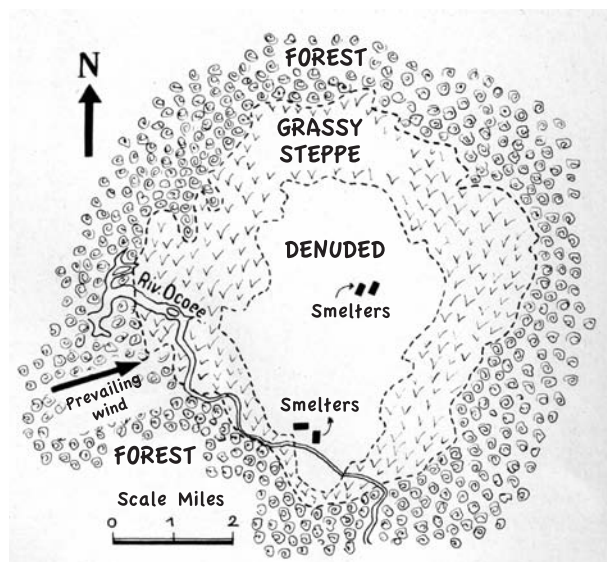 N
FOREST
GRASSY
STEPPE
DENUDED
Riv. Ocoee
Smelters
Prevailing
wind
Smelters
FOREST
Scale Miles
0 1 2